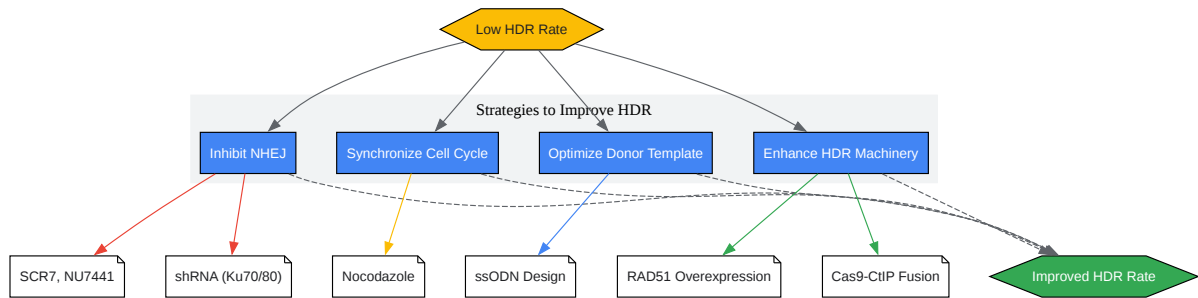 Low HDR Rate
Strategies to Improve HDR
Inhibit NHEJ
Synchronize Cell Cycle
Optimize Donor Template
Enhance HDR Machinery
SCR7, NU7441
shRNA (Ku70/80)
Nocodazole
ssODN Design
RAD51 Overexpression
Cas9-CtIP Fusion
Improved HDR Rate